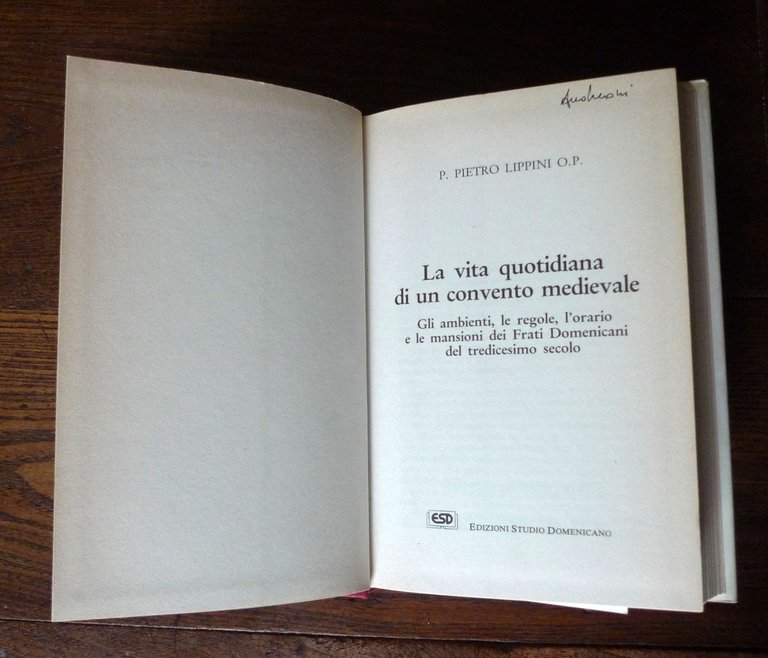 P. PIETRO LIPPINI O.P.
La vita quotidiana
di un convento medievale
Gli ambienti, le regole, l'orario
e le mansioni dei Frati Domenicani
del tredicesimo secolo
ESD EDIZIONI STUDIO DOMENICANO